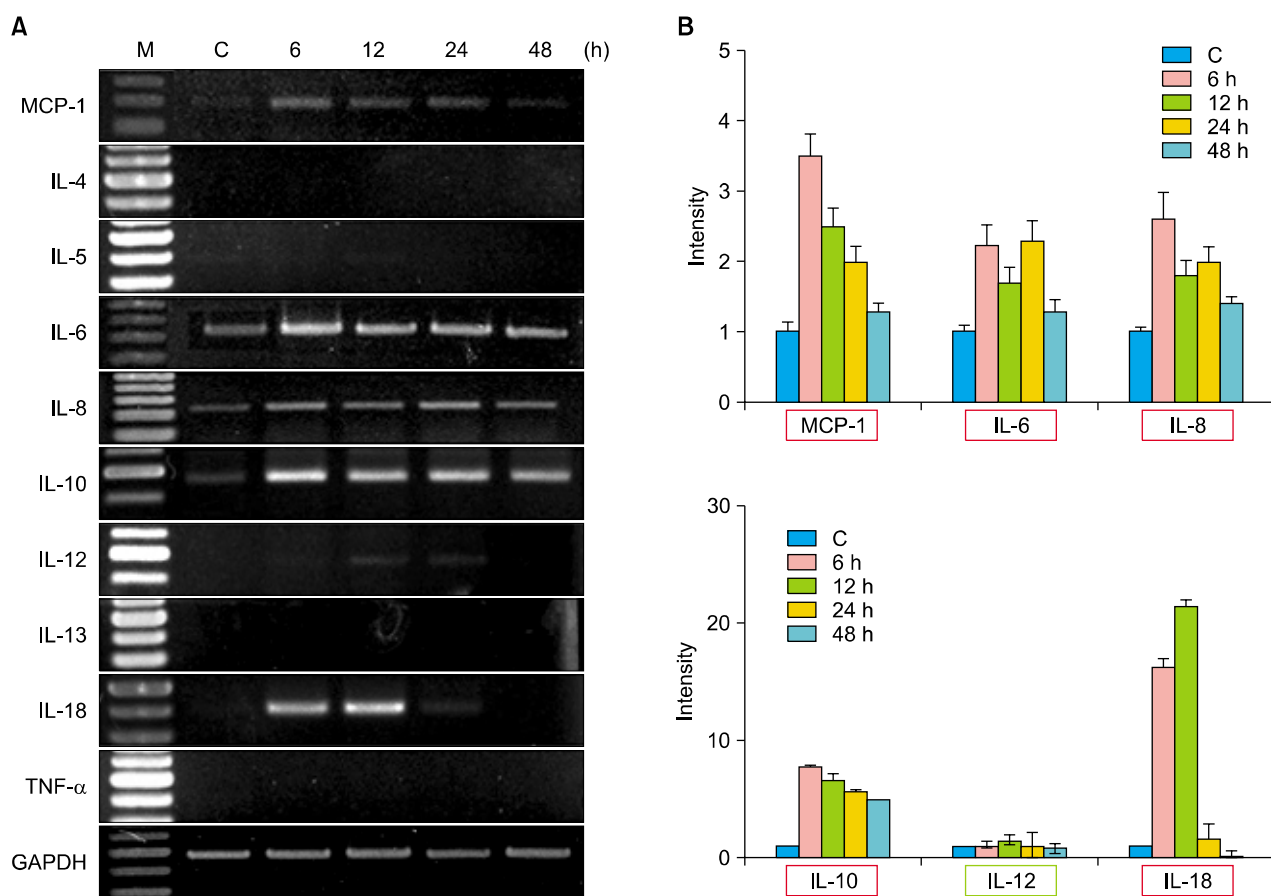 A
M C 6 12 24 48 (h)
MCP-1
IL-4
IL-5
IL-6
IL-8
IL-10
IL-12
IL-13
IL-18
TNF-α
GAPDH
B
5
4
3
2
1
0
Intensity
C
6 h
12 h
24 h
48 h
MCP-1 IL-6 IL-8
30
20
10
0
Intensity
C
6 h
12 h
24 h
48 h
IL-10 IL-12 IL-18